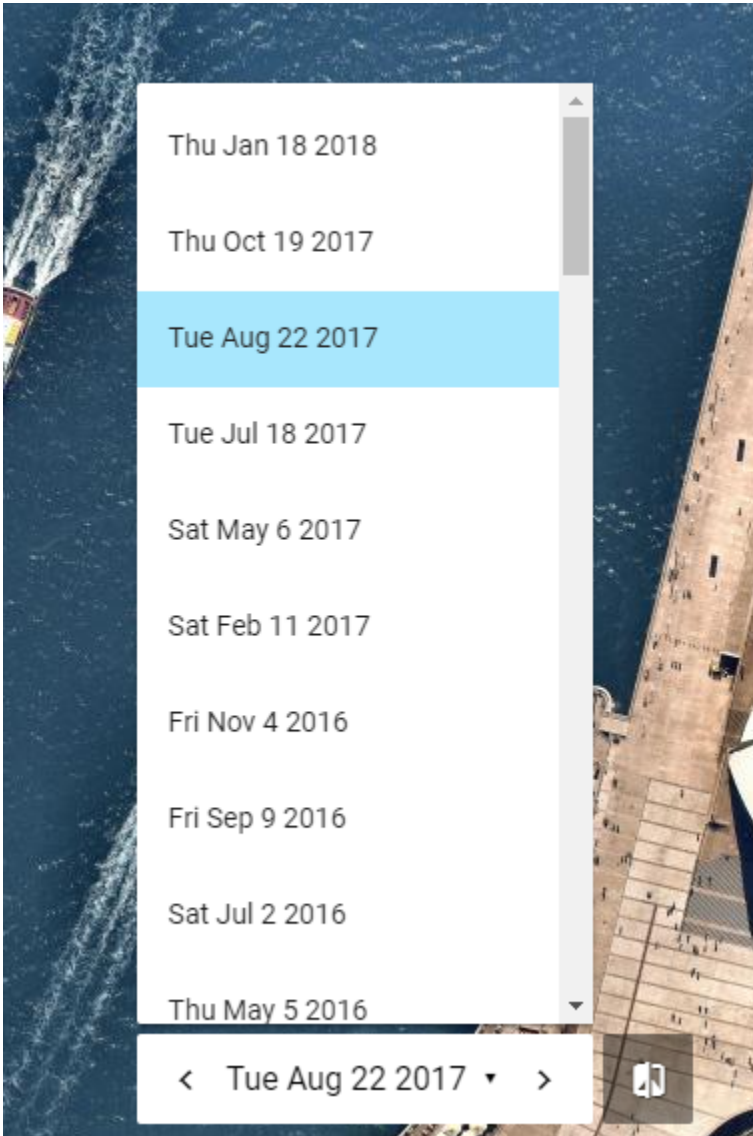 Thu Jan 18 2018
Thu Oct 19 2017
Tue Aug 22 2017
Tue Jul 18 2017
Sat May 6 2017
Sat Feb 11 2017
Fri Nov 4 2016
Fri Sep 9 2016
Sat Jul 2 2016
Thu May 5 2016
Tue Aug 22 2017